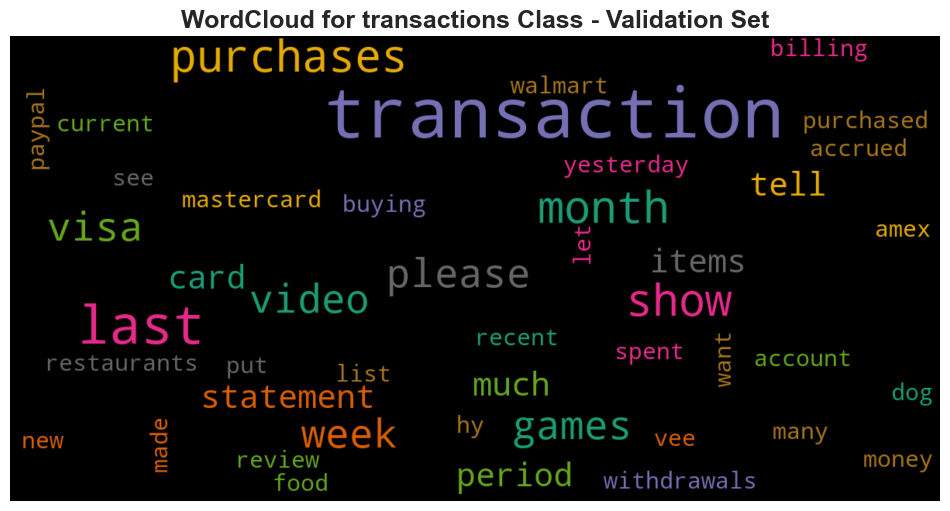 WordCloud for transactions Class - Validation Set
purchases
billing
walmart
transaction
paypal
current
purchased
accrued
yesterday
see
tell
mastercard
buying
month
visa
amex
let
please
items
card
video
show
last
recent
spent
want
account
restaurants
put
list
much
dog
statement
games
week
hy
vee
many
new
made
review
food
period
withdrawals
money